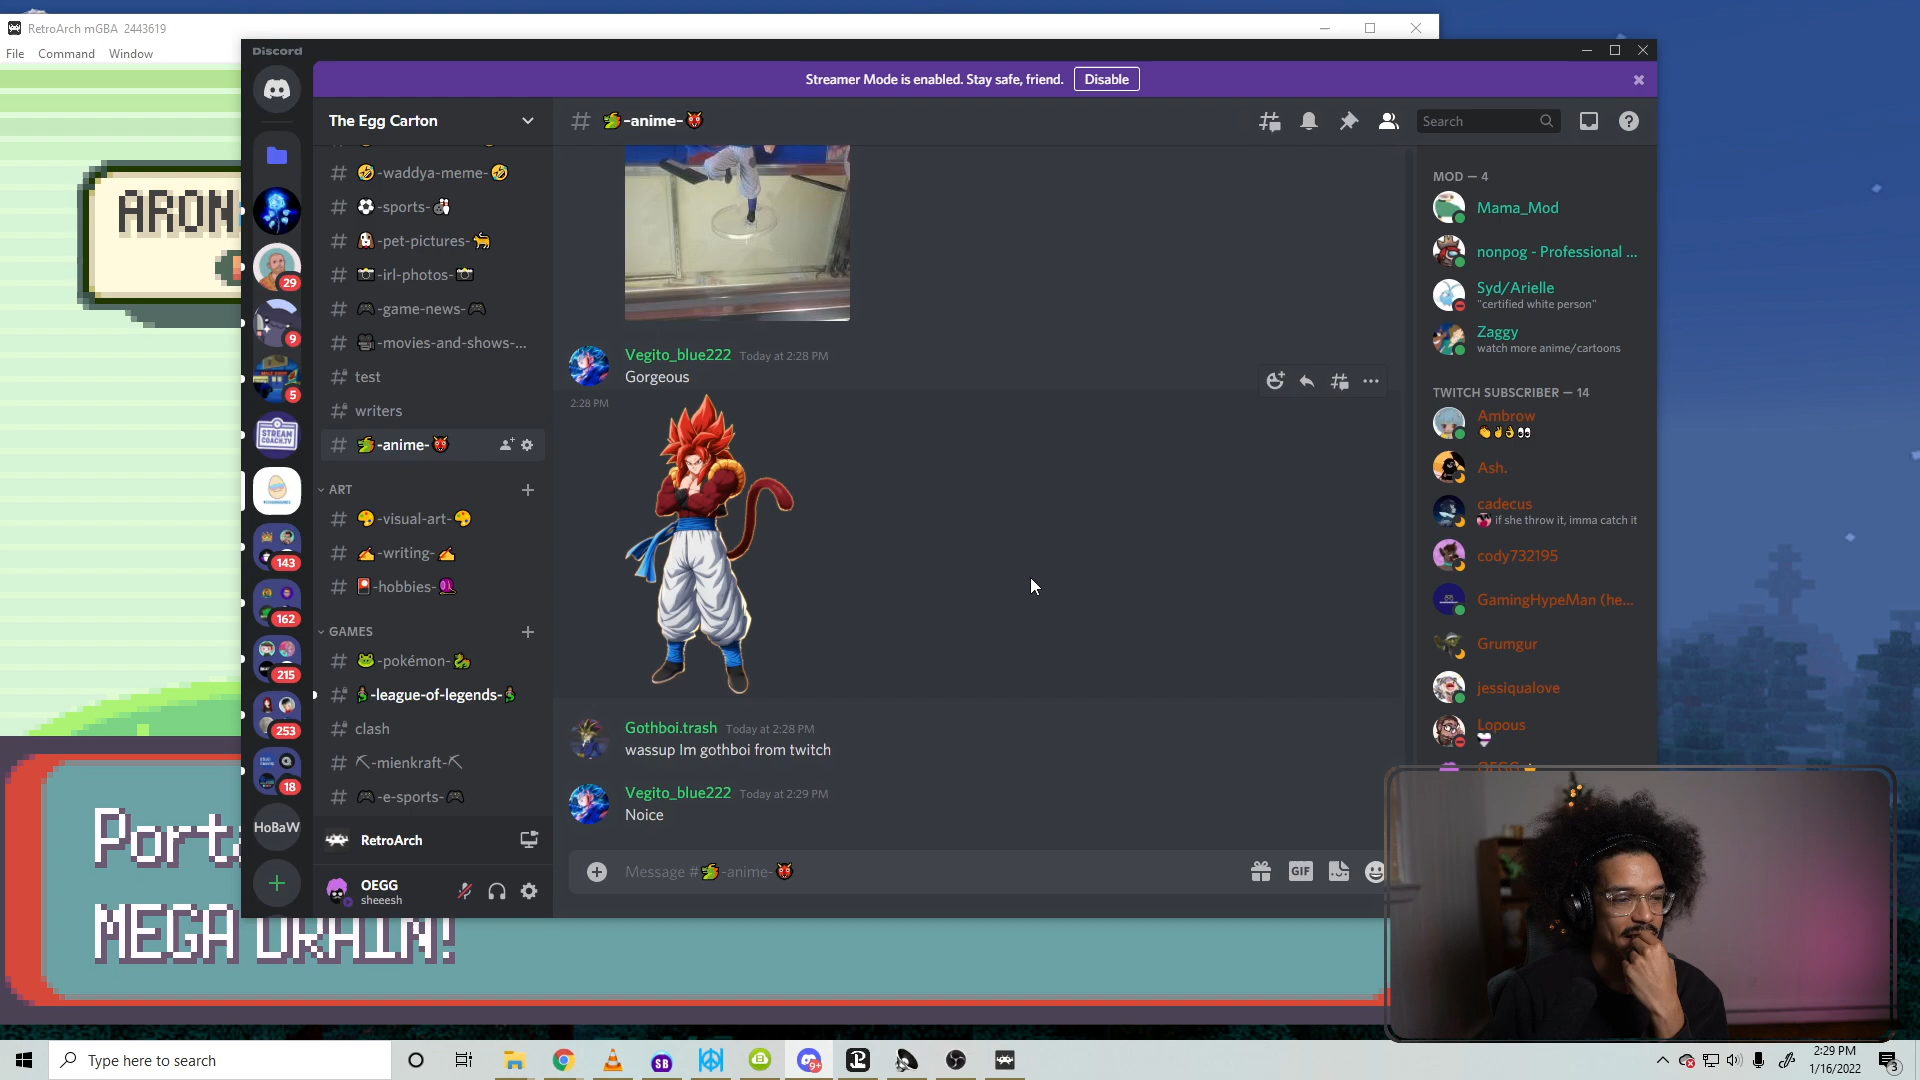 RetroArch mGBA 2443619
File Command Window
Discord
Streamer Mode is enabled. Stay safe, friend. Disable
The Egg Carton
# 🐲-anime-👹
Search
# 🤣-waddya-meme-🤣
# ⚽-sports-🎳
# 🐶-pet-pictures-🐈
# 📷-irl-photos-📷
# 🎮-game-news-🎮
# 🎥-movies-and-shows-...
# test
# writers
# 🐲-anime-👹
ART
# 🎨-visual-art-🎨
# ✍-writing-✍
# 🎴-hobbies-🧶
GAMES
# 🐸-pokémon-🐉
# -league-of-legends-
# clash
# ⛏-mienkraft-⛏
# 🎮-e-sports-🎮
RetroArch
OEGG
sheeesh
29
9
5
STREAM
COACH.TV
143
162
215
253
18
HoBaW
Vegito_blue222 Today at 2:28 PM
Gorgeous
2:28 PM
Gothboi.trash Today at 2:28 PM
wassup Im gothboi from twitch
Vegito_blue222 Today at 2:29 PM
Noice
Message #🐲-anime-👹
GIF
MOD — 4
Mama_Mod
nonpog - Professional ...
Syd/Arielle
"certified white person"
Zaggy
watch more anime/cartoons
TWITCH SUBSCRIBER — 14
Ambrow
Ash.
cadecus
if she throw it, imma catch it
cody732195
GamingHypeMan (he...
Grumgur
jessiqualove
Lopous
OEGG
ARON
Port
MEGA DRAIN!
Type here to search
SB
9+
2:29 PM
1/16/2022
3